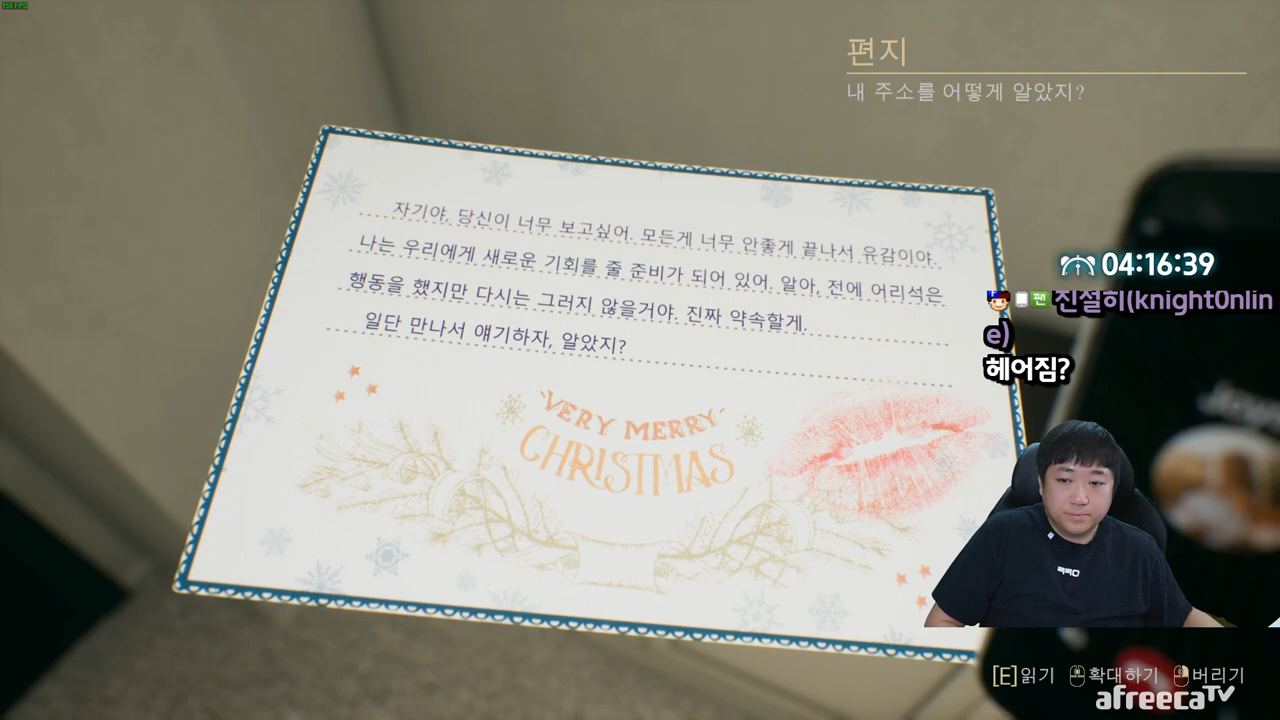 150 FPS
편지
내 주소를 어떻게 알았지?
자기야, 당신이 너무 보고싶어. 모든게 너무 안좋게 끝나서 유감이야.
나는 우리에게 새로운 기회를 줄 준비가 되어 있어. 알아, 전에 어리석은
행동을 했지만 다시는 그러지 않을거야. 진짜 약속할게.
일단 만나서 얘기하자, 알았지?
VERY MERRY
CHRISTMAS
04:16:39
팬 진설히(knight0nlin
e)
헤어짐?
[E]읽기 확대하기 버리기
afreecaTV